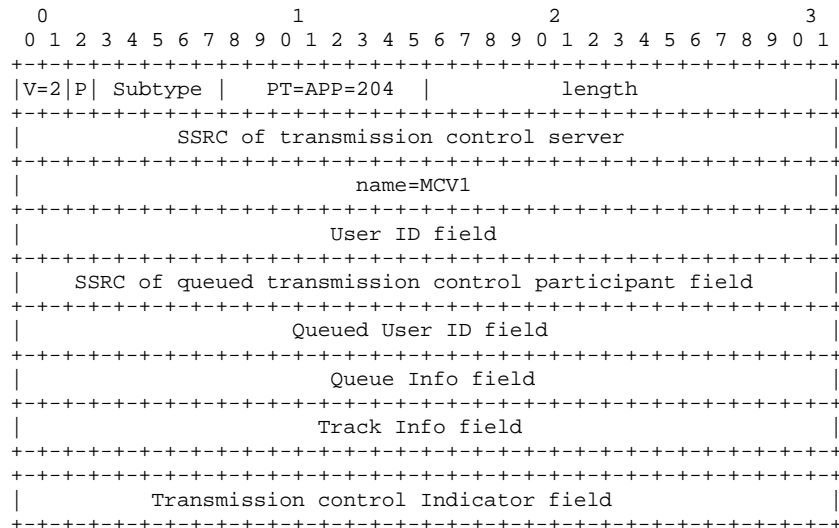 0                   1                   2                   3
0 1 2 3 4 5 6 7 8 9 0 1 2 3 4 5 6 7 8 9 0 1 2 3 4 5 6 7 8 9 0 1
+-+-+-+-+-+-+-+-+-+-+-+-+-+-+-+-+-+-+-+-+-+-+-+-+-+-+-+-+-+-+-+-+
|V=2|P| Subtype |   PT=APP=204  |          length               |
+-+-+-+-+-+-+-+-+-+-+-+-+-+-+-+-+-+-+-+-+-+-+-+-+-+-+-+-+-+-+-+-+
|            SSRC of transmission control server                |
+-+-+-+-+-+-+-+-+-+-+-+-+-+-+-+-+-+-+-+-+-+-+-+-+-+-+-+-+-+-+-+-+
|                          name=MCV1                            |
+-+-+-+-+-+-+-+-+-+-+-+-+-+-+-+-+-+-+-+-+-+-+-+-+-+-+-+-+-+-+-+-+
|                        User ID field                          |
+-+-+-+-+-+-+-+-+-+-+-+-+-+-+-+-+-+-+-+-+-+-+-+-+-+-+-+-+-+-+-+-+
|    SSRC of queued transmission control participant field      |
+-+-+-+-+-+-+-+-+-+-+-+-+-+-+-+-+-+-+-+-+-+-+-+-+-+-+-+-+-+-+-+-+
|                     Queued User ID field                      |
+-+-+-+-+-+-+-+-+-+-+-+-+-+-+-+-+-+-+-+-+-+-+-+-+-+-+-+-+-+-+-+-+
|                        Queue Info field                       |
+-+-+-+-+-+-+-+-+-+-+-+-+-+-+-+-+-+-+-+-+-+-+-+-+-+-+-+-+-+-+-+-+
|                       Track Info field                        |
+-+-+-+-+-+-+-+-+-+-+-+-+-+-+-+-+-+-+-+-+-+-+-+-+-+-+-+-+-+-+-+-+
+-+-+-+-+-+-+-+-+-+-+-+-+-+-+-+-+-+-+-+-+-+-+-+-+-+-+-+-+-+-+-+-+
|          Transmission control Indicator field                 |
+-+-+-+-+-+-+-+-+-+-+-+-+-+-+-+-+-+-+-+-+-+-+-+-+-+-+-+-+-+-+-+-+